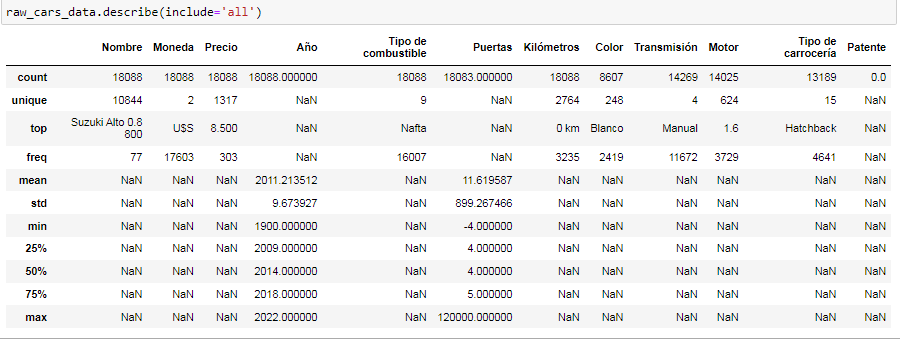 raw_cars_data.describe(include='all')
Nombre Moneda Precio Año Tipo de combustible Puertas Kilómetros Color Transmisión Motor Tipo de carrocería Patente
count 18088 18088 18088 18088.000000 18088 18083.000000 18088 8607 14269 14025 13189 0.0
unique 10844 2 1317 NaN 9 NaN 2764 248 4 624 15 NaN
top Suzuki Alto 0.8 800 U$S 8.500 NaN Nafta NaN 0 km Blanco Manual 1.6 Hatchback NaN
freq 77 17603 303 NaN 16007 NaN 3235 2419 11672 3729 4641 NaN
mean NaN NaN NaN 2011.213512 NaN 11.619587 NaN NaN NaN NaN NaN NaN
std NaN NaN NaN 9.673927 NaN 899.267466 NaN NaN NaN NaN NaN NaN
min NaN NaN NaN 1900.000000 NaN -4.000000 NaN NaN NaN NaN NaN NaN
25% NaN NaN NaN 2009.000000 NaN 4.000000 NaN NaN NaN NaN NaN NaN
50% NaN NaN NaN 2014.000000 NaN 4.000000 NaN NaN NaN NaN NaN NaN
75% NaN NaN NaN 2018.000000 NaN 5.000000 NaN NaN NaN NaN NaN NaN
max NaN NaN NaN 2022.000000 NaN 120000.000000 NaN NaN NaN NaN NaN NaN